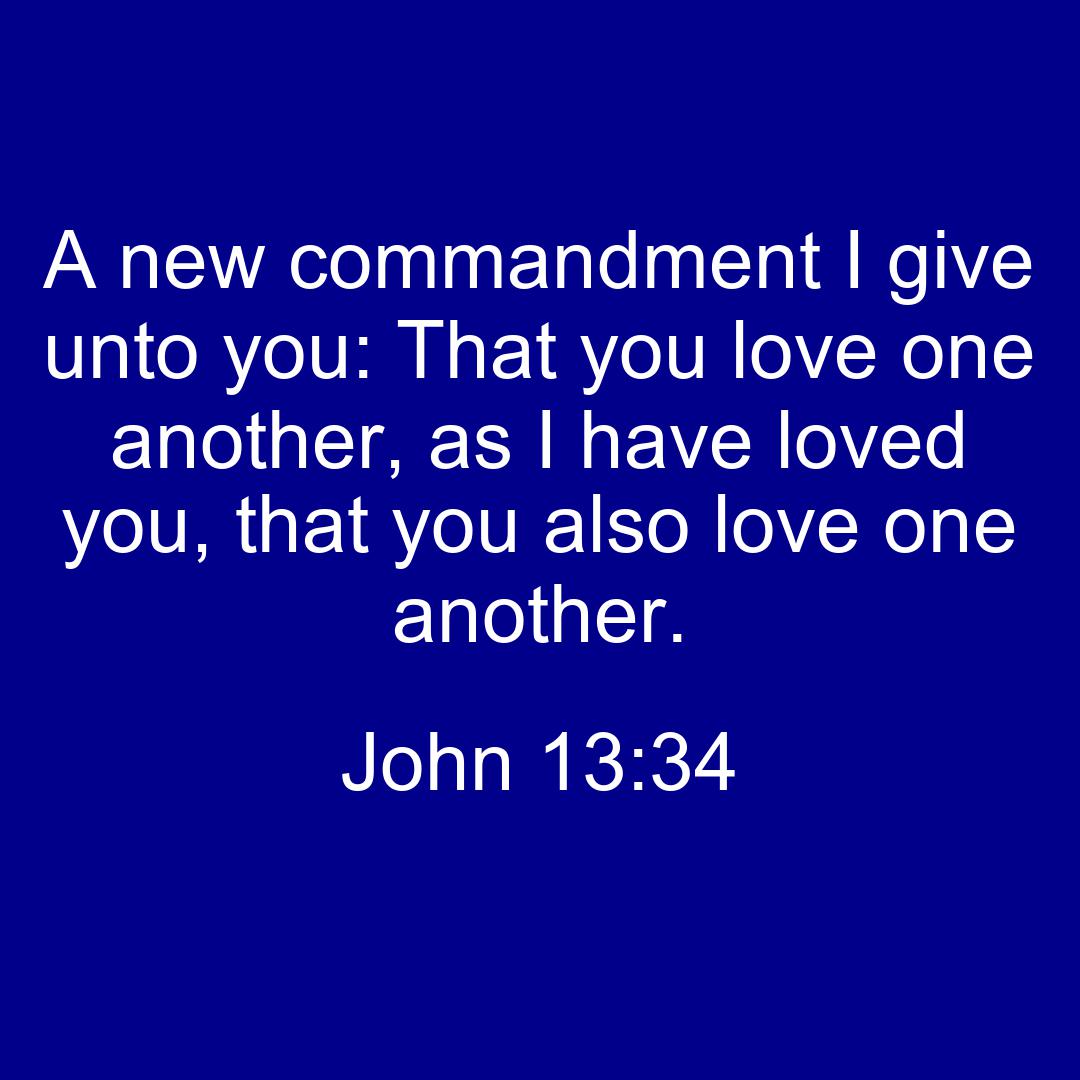 A new commandment I give
unto you: That you love one
another, as I have loved
you, that you also love one
another.
John 13:34